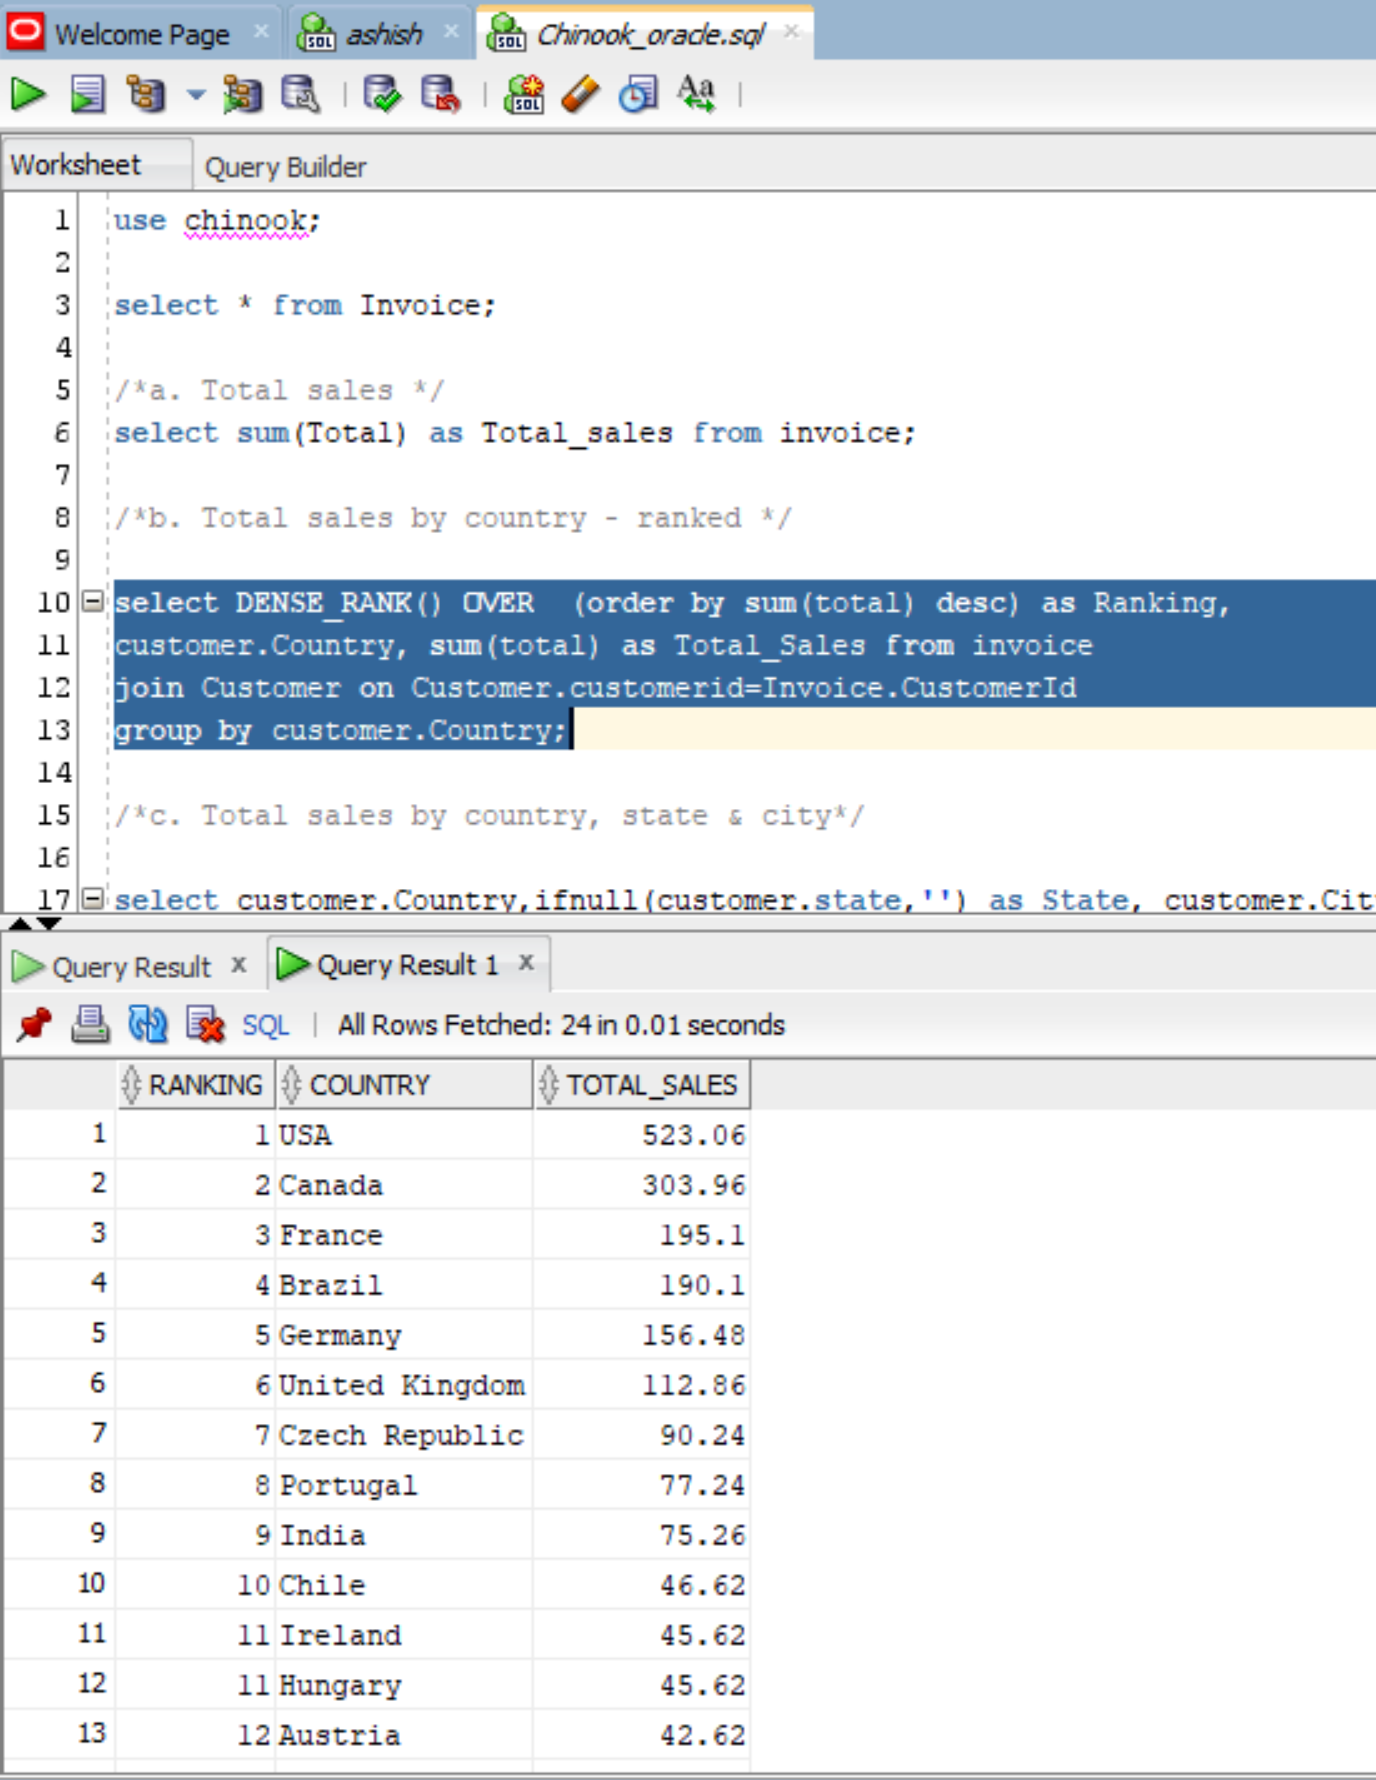 Welcome Page × ashish × Chinook_oracle.sql ×
Worksheet Query Builder
1 use chinook;
2
3 select * from Invoice;
4
5 /*a. Total sales */
6 select sum(Total) as Total_sales from invoice;
7
8 /*b. Total sales by country - ranked */
9
10 select DENSE_RANK() OVER  (order by sum(total) desc) as Ranking,
11 customer.Country, sum(total) as Total_Sales from invoice
12 join Customer on Customer.customerid=Invoice.CustomerId
13 group by customer.Country;
14
15 /*c. Total sales by country, state & city*/
16
17 select customer.Country,ifnull(customer.state,'') as State, customer.Cit
Query Result x Query Result 1 x
SQL | All Rows Fetched: 24 in 0.01 seconds
RANKING COUNTRY TOTAL_SALES
1 1 USA 523.06
2 2 Canada 303.96
3 3 France 195.1
4 4 Brazil 190.1
5 5 Germany 156.48
6 6 United Kingdom 112.86
7 7 Czech Republic 90.24
8 8 Portugal 77.24
9 9 India 75.26
10 10 Chile 46.62
11 11 Ireland 45.62
12 11 Hungary 45.62
13 12 Austria 42.62